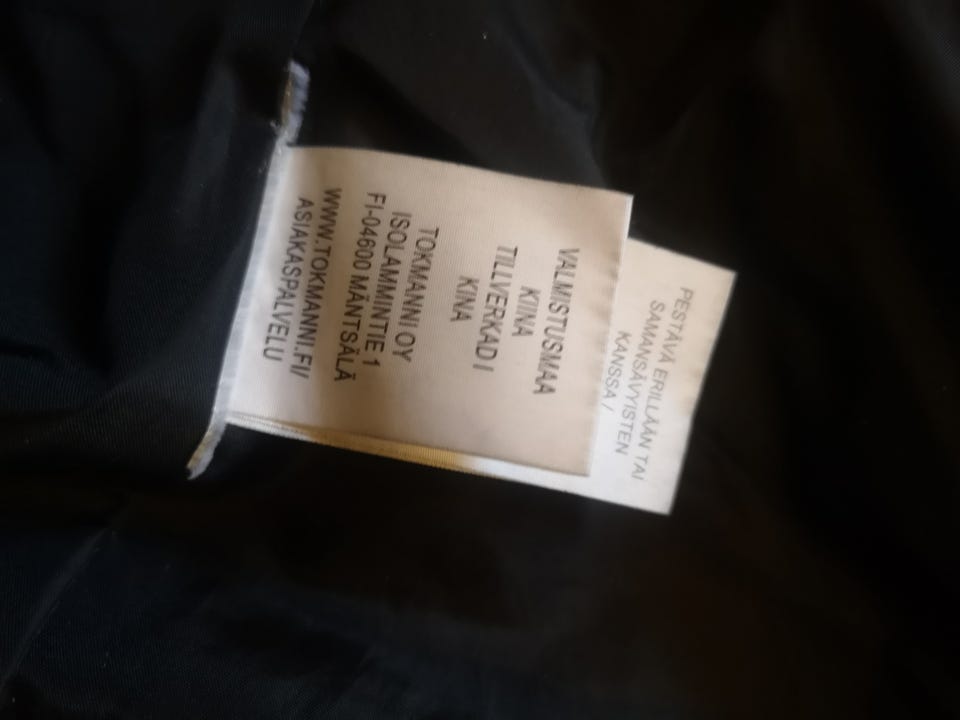 VALMISTUSMAA
KIINA
TILLVERKAD I
KINA
TOKMANNI OY
ISOLAMMINTIE 1
FI-04600 MÄNTSÄLÄ
WWW.TOKMANNI.FI/
ASIAKASPALVELU
PESTÄVÄ ERILLÄÄN TAI
SAMANSÄVYISTEN
KANSSA /